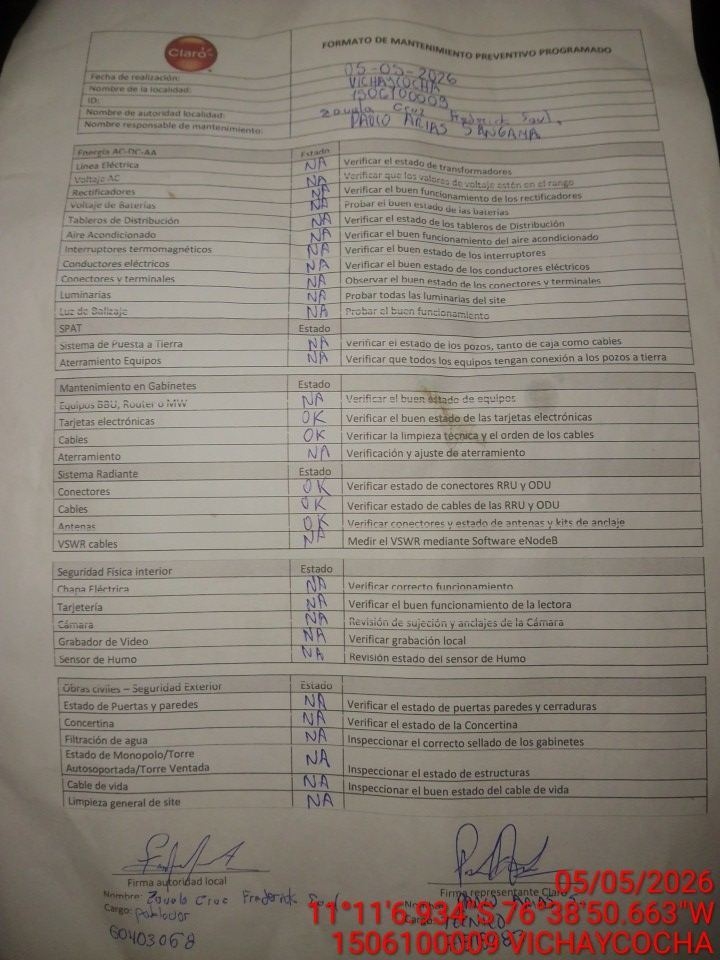 Claro
FORMATO DE MANTENIMIENTO PREVENTIVO PROGRAMADO
Fecha de realización: 05-05-2026
Nombre de la localidad: VICHAYCOCHA
ID: 1506100009
Nombre de autoridad localidad: Zavala Cruz Frederick Saul.
Nombre responsable de mantenimiento: PABLO ARIAS SANGAMA
Energía AC-DC-AA Estado
Línea Eléctrica NA Verificar el estado de transformadores
Voltaje AC NA Verificar que los valores de voltaje estén en el rango
Rectificadores NA Verificar el buen funcionamiento de los rectificadores
Voltaje de Baterías NA Probar el buen estado de las baterías
Tableros de Distribución NA Verificar el estado de los tableros de Distribución
Aire Acondicionado NA Verificar el buen funcionamiento del aire acondicionado
Interruptores termomagnéticos NA Verificar el buen estado de los interruptores
Conductores eléctricos NA Verificar el buen estado de los conductores eléctricos
Conectores y terminales NA Observar el buen estado de los conectores y terminales
Luminarias NA Probar todas las luminarias del site
Luz de Balizaje NA Probar el buen funcionamiento
SPAT Estado
Sistema de Puesta a Tierra NA Verificar el estado de los pozos, tanto de caja como cables
Aterramiento Equipos NA Verificar que todos los equipos tengan conexión a los pozos a tierra
Mantenimiento en Gabinetes Estado
Equipos BBU, Router o MW NA Verificar el buen estado de equipos
Tarjetas electrónicas OK Verificar el buen estado de las tarjetas electrónicas
Cables OK Verificar la limpieza técnica y el orden de los cables
Aterramiento NA Verificación y ajuste de aterramiento
Sistema Radiante Estado
Conectores OK Verificar estado de conectores RRU y ODU
Cables OK Verificar estado de cables de las RRU y ODU
Antenas OK Verificar conectores y estado de antenas y kits de anclaje
VSWR cables NA Medir el VSWR mediante Software eNodeB
Seguridad Física interior Estado
Chapa Eléctrica NA Verificar correcto funcionamiento
Tarjetería NA Verificar el buen funcionamiento de la lectora
Cámara NA Revisión de sujeción y anclajes de la Cámara
Grabador de Video NA Verificar grabación local
Sensor de Humo NA Revisión estado del sensor de Humo
Obras civiles – Seguridad Exterior Estado
Estado de Puertas y paredes NA Verificar el estado de puertas paredes y cerraduras
Concertina NA Verificar el estado de la Concertina
Filtración de agua NA Inspeccionar el correcto sellado de los gabinetes
Estado de Monopolo/Torre
Autosoportada/Torre Ventada NA Inspeccionar el estado de estructuras
Cable de vida NA Inspeccionar el buen estado del cable de vida
Limpieza general de site NA
Firma autoridad local
Nombre: Zavala Cruz Frederick Saul
Cargo: poblador
60403068
Firma representante Claro
05/05/2026
11°11'6.934"S 76°38'50.663"W
1506100009 VICHAYCOCHA